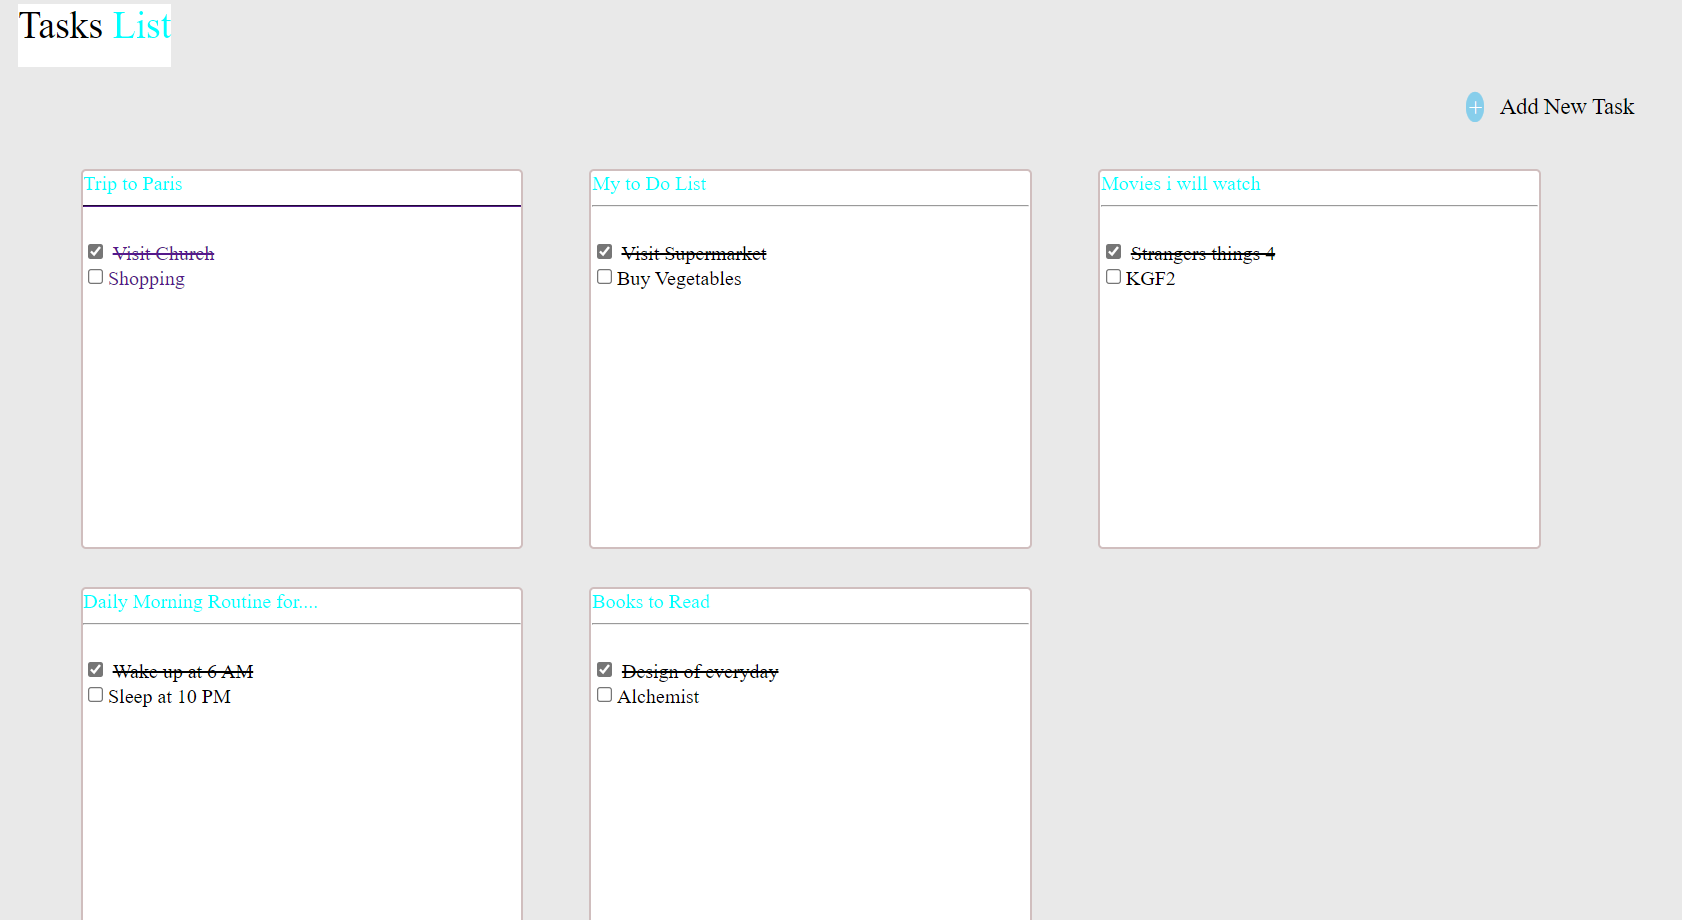 Tasks List
+ Add New Task
Trip to Paris
Visit Church
Shopping
My to Do List
Visit Supermarket
Buy Vegetables
Movies i will watch
Strangers things 4
KGF2
Daily Morning Routine for....
Wake up at 6 AM
Sleep at 10 PM
Books to Read
Design of everyday
Alchemist